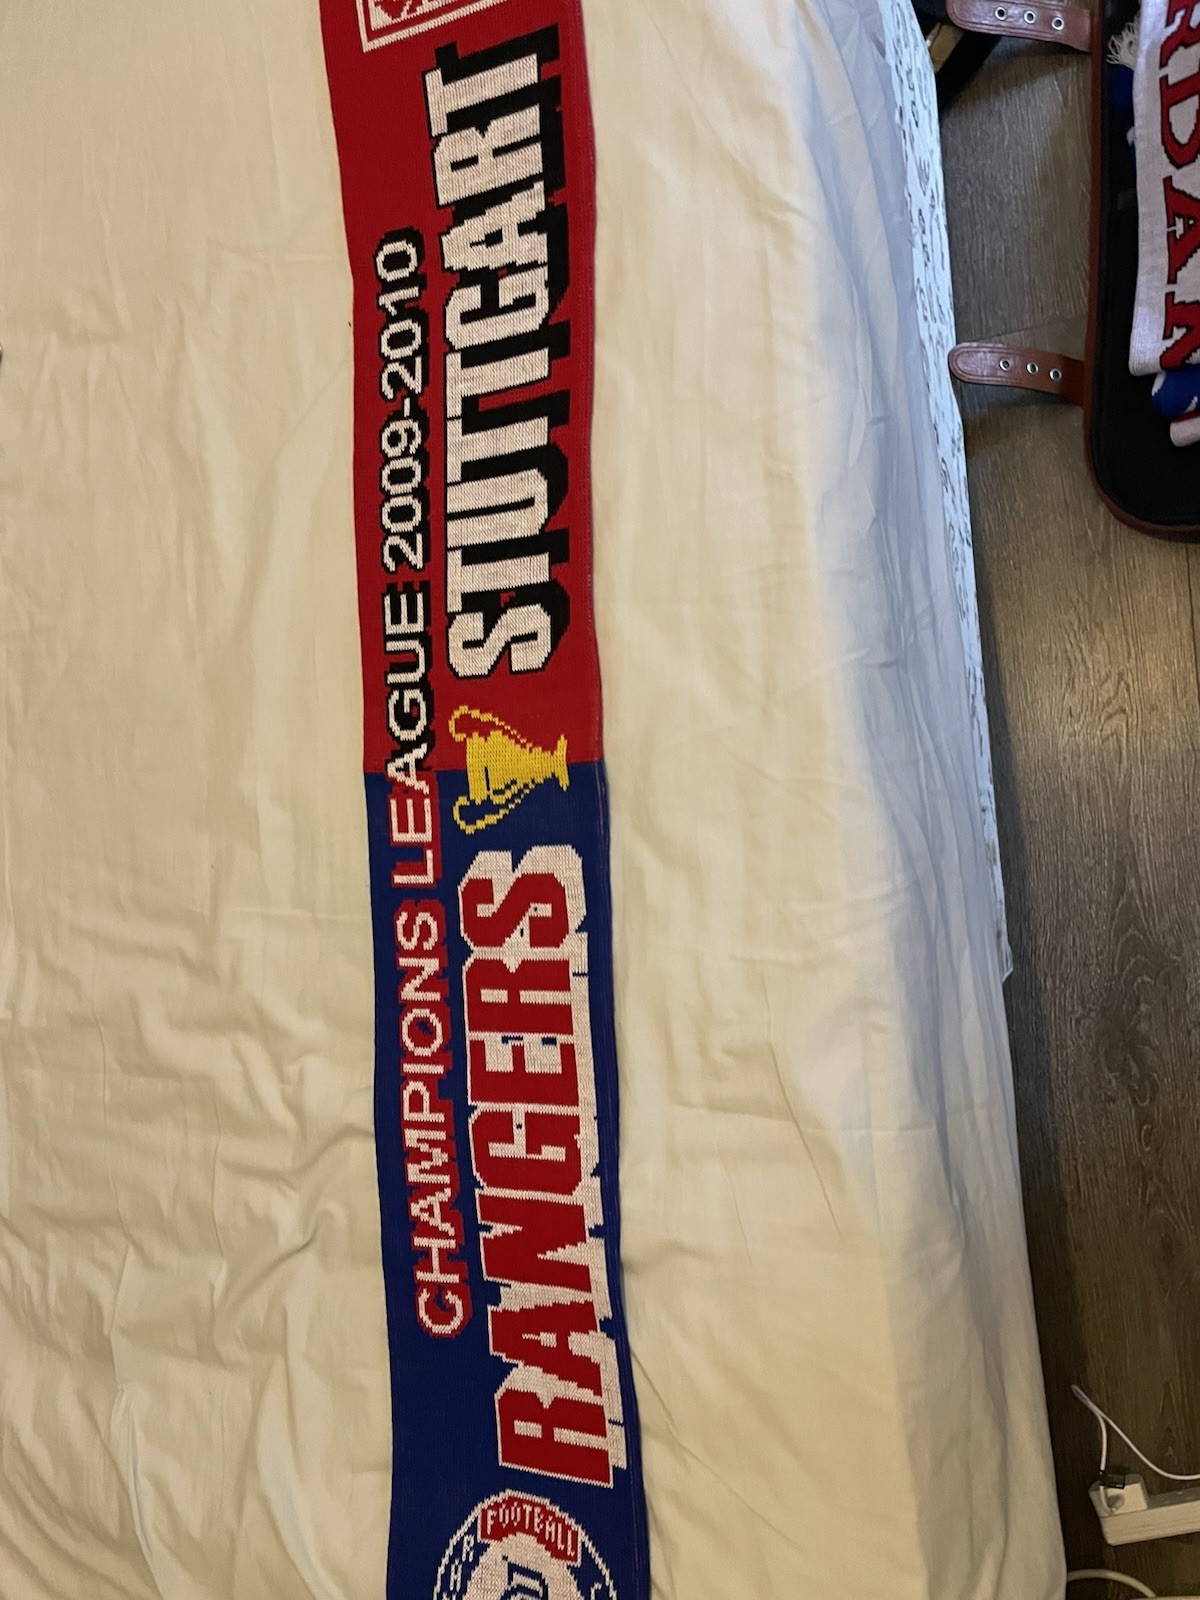 CHAMPIONS LEAGUE 2009-2010
RANGERS STUTTGART
FOOTBALL